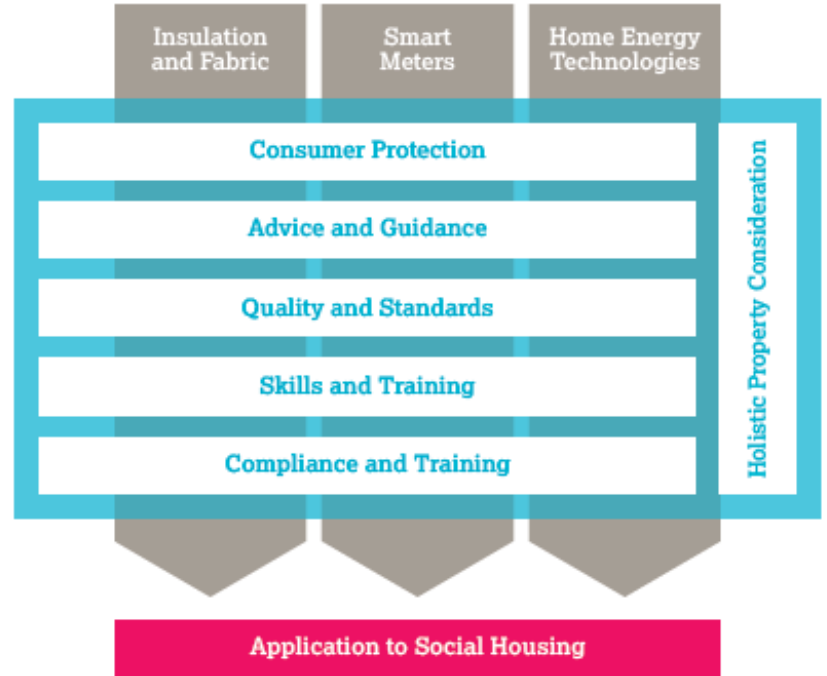 Insulation
and Fabric
Smart
Meters
Home Energy
Technologies
Consumer Protection
Advice and Guidance
Quality and Standards
Skills and Training
Compliance and Training
Holistic Property Consideration
Application to Social Housing